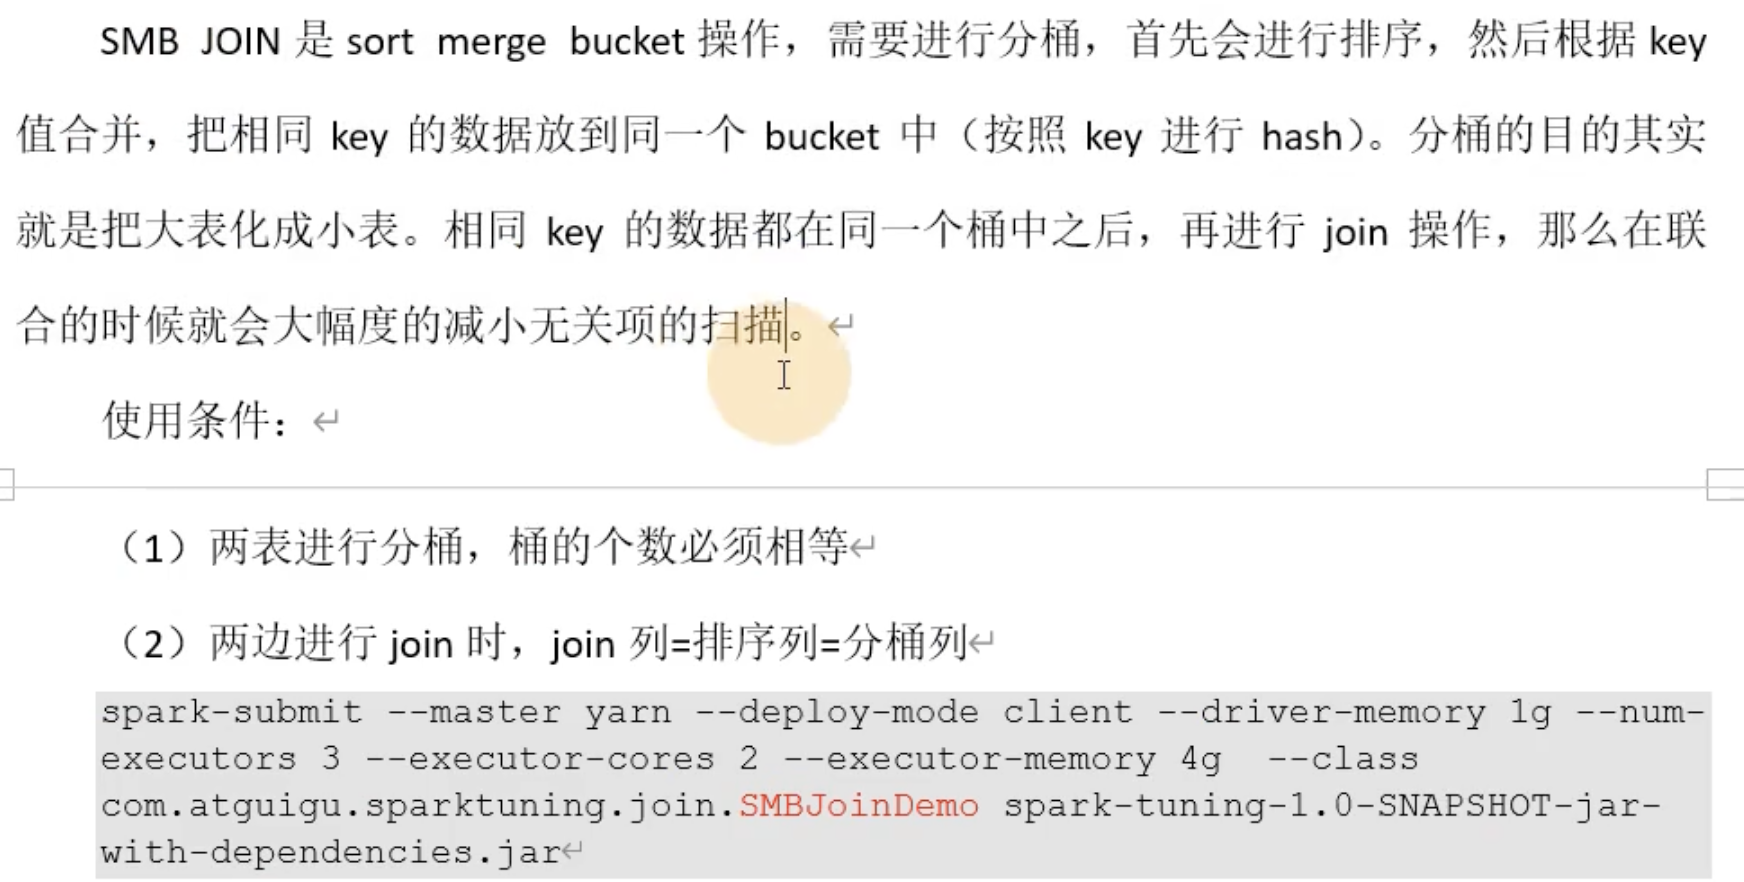 SMB JOIN 是 sort merge bucket 操作，需要进行分桶，首先会进行排序，然后根据 key
值合并，把相同 key 的数据放到同一个 bucket 中（按照 key 进行 hash）。分桶的目的其实
就是把大表化成小表。相同 key 的数据都在同一个桶中之后，再进行 join 操作，那么在联
合的时候就会大幅度的减小无关项的扫描。
使用条件：
（1）两表进行分桶，桶的个数必须相等
（2）两边进行 join 时，join 列=排序列=分桶列
spark-submit --master yarn --deploy-mode client --driver-memory 1g --num-
executors 3 --executor-cores 2 --executor-memory 4g --class
com.atguigu.sparktuning.join.SMBJoinDemo spark-tuning-1.0-SNAPSHOT-jar-
with-dependencies.jar